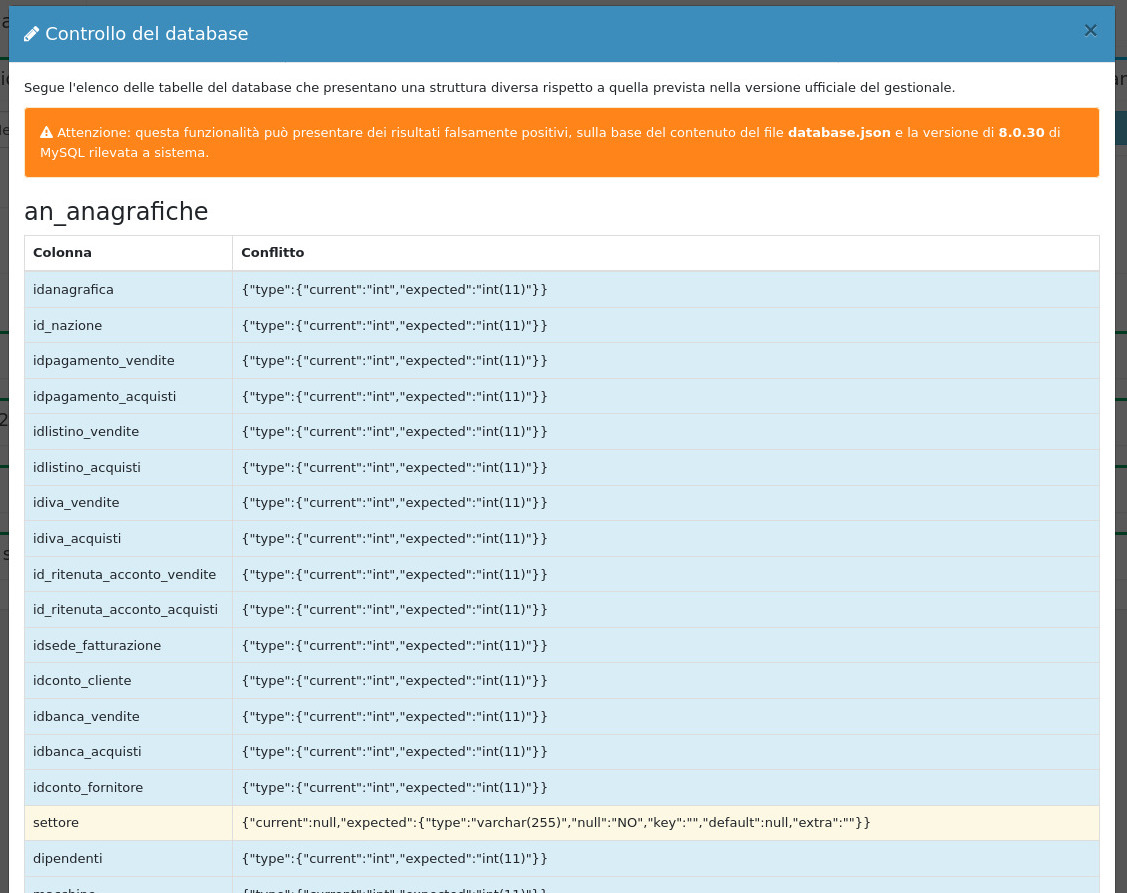 Controllo del database
×
Segue l'elenco delle tabelle del database che presentano una struttura diversa rispetto a quella prevista nella versione ufficiale del gestionale.
Attenzione: questa funzionalità può presentare dei risultati falsamente positivi, sulla base del contenuto del file database.json e la versione di 8.0.30 di
MySQL rilevata a sistema.
an_anagrafiche
Colonna Conflitto
idanagrafica {"type":{"current":"int","expected":"int(11)"}}
id_nazione {"type":{"current":"int","expected":"int(11)"}}
idpagamento_vendite {"type":{"current":"int","expected":"int(11)"}}
idpagamento_acquisti {"type":{"current":"int","expected":"int(11)"}}
idlistino_vendite {"type":{"current":"int","expected":"int(11)"}}
idlistino_acquisti {"type":{"current":"int","expected":"int(11)"}}
idiva_vendite {"type":{"current":"int","expected":"int(11)"}}
idiva_acquisti {"type":{"current":"int","expected":"int(11)"}}
id_ritenuta_acconto_vendite {"type":{"current":"int","expected":"int(11)"}}
id_ritenuta_acconto_acquisti {"type":{"current":"int","expected":"int(11)"}}
idsede_fatturazione {"type":{"current":"int","expected":"int(11)"}}
idconto_cliente {"type":{"current":"int","expected":"int(11)"}}
idbanca_vendite {"type":{"current":"int","expected":"int(11)"}}
idbanca_acquisti {"type":{"current":"int","expected":"int(11)"}}
idconto_fornitore {"type":{"current":"int","expected":"int(11)"}}
settore {"current":null,"expected":{"type":"varchar(255)","null":"NO","key":"","default":null,"extra":""}}
dipendenti {"type":{"current":"int","expected":"int(11)"}}